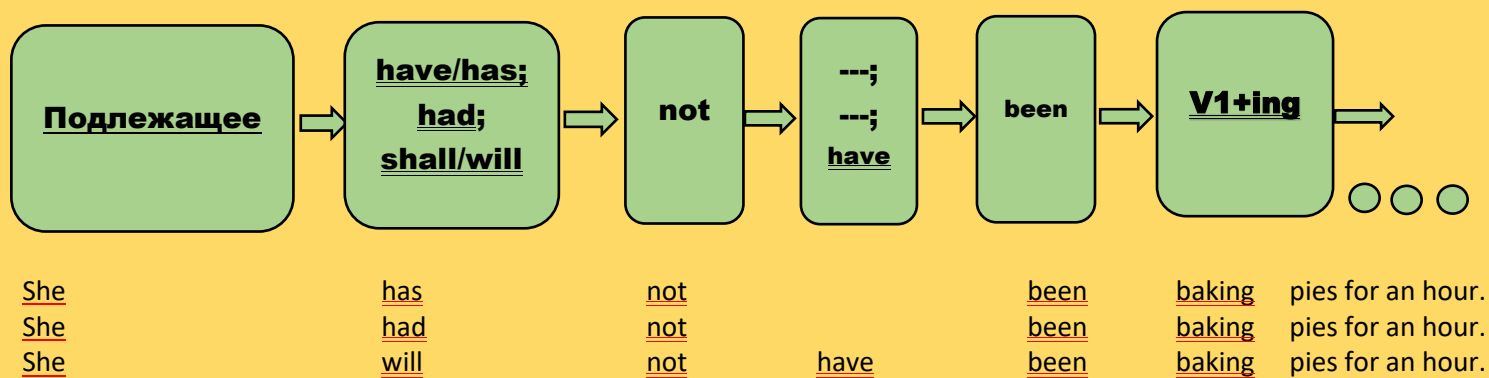 Подлежащее
have/has;
had;
shall/will
not
---;
---;
have
been
V1+ing
She has not been baking pies for an hour.
She had not been baking pies for an hour.
She will not have been baking pies for an hour.